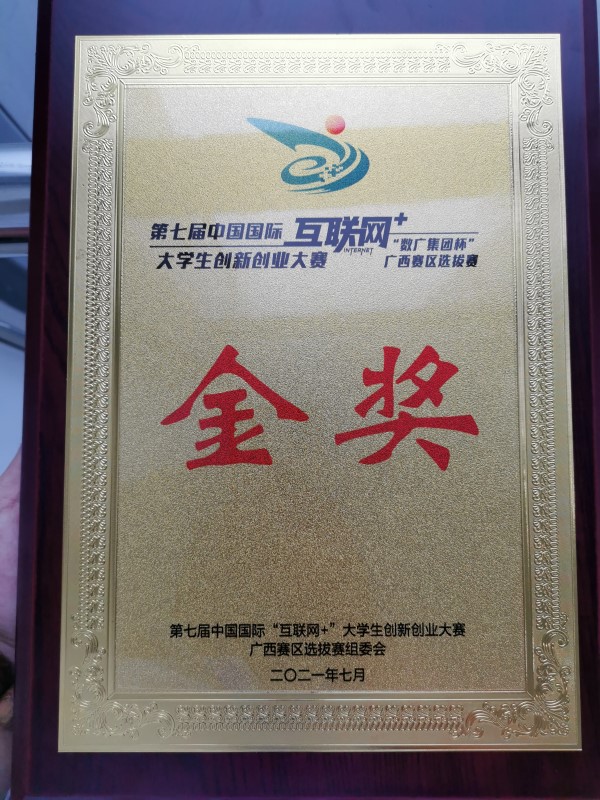 第七届中国国际 互联网+ “数广集团杯”
INTERNET
大学生创新创业大赛 广西赛区选拔赛
金奖
第七届中国国际“互联网+”大学生创新创业大赛
广西赛区选拔赛组委会
二〇二一年七月